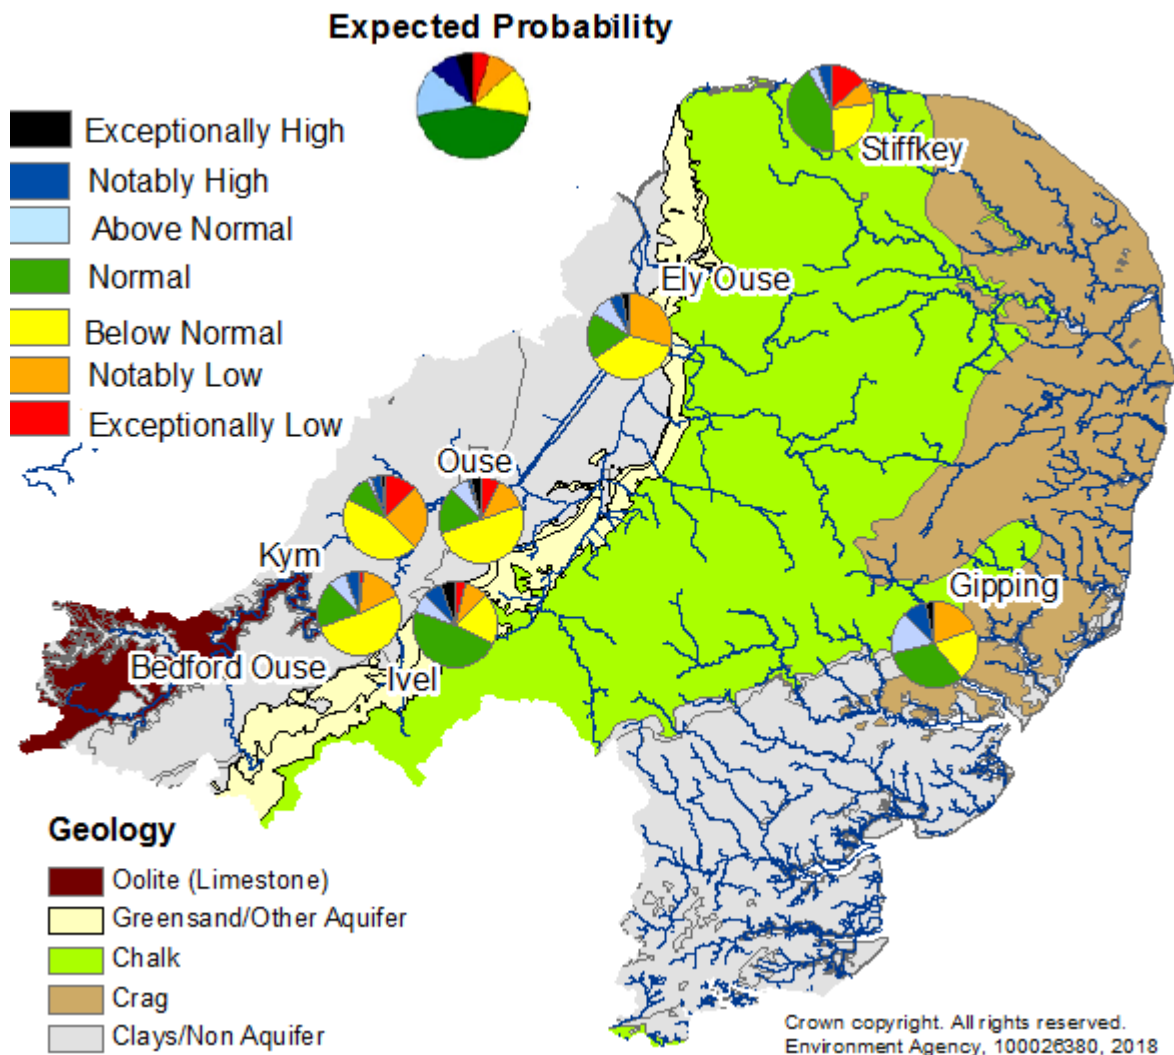 Expected Probability
Exceptionally High
Notably High
Above Normal
Normal
Below Normal
Notably Low
Exceptionally Low
Stiffkey
Ely Ouse
Ouse
Kym
Gipping
Bedford Ouse
Ivel
Geology
Oolite (Limestone)
Greensand/Other Aquifer
Chalk
Crag
Clays/Non Aquifer
Crown copyright. All rights reserved.
Environment Agency, 100026380, 2018